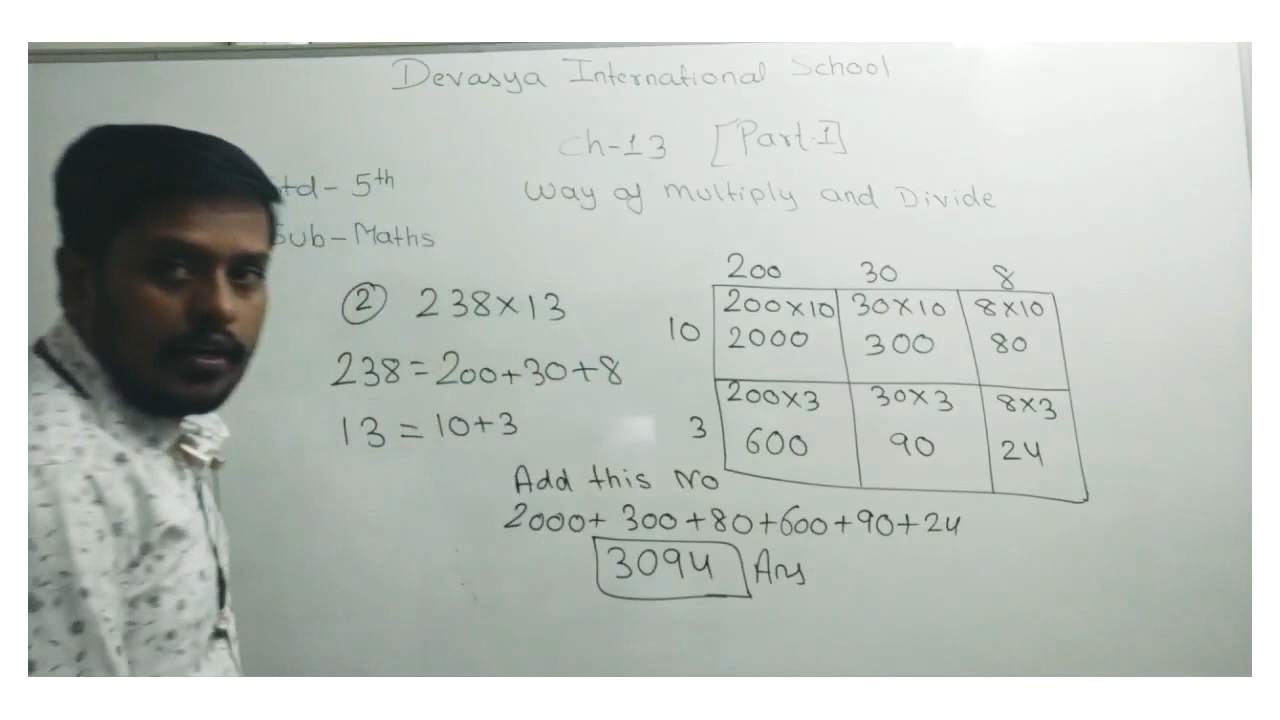 Devasya International School
Ch-13 [Part-I]
std- 5th
Way of multiply and Divide
Sub-Maths
② 238×13
238=200+30+8
13=10+3
200 30 8
10
200×10 30×10 8×10
2000 300 80
3
200×3 30×3 8×3
600 90 24
Add this No
2000+ 300+80+600+90+24
3094 Ans